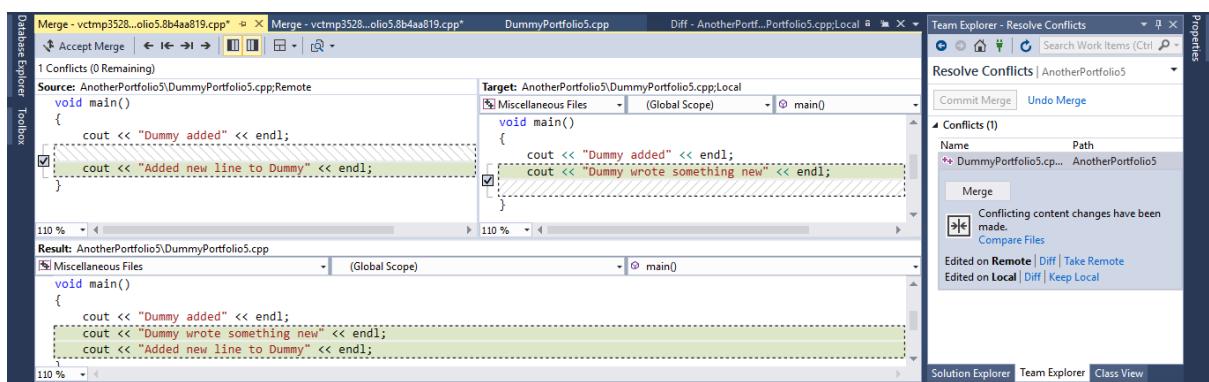 Database Explorer
Toolbox
Merge - vctmp3528...olio5.8b4aa819.cpp*
Merge - vctmp3528...olio5.8b4aa819.cpp*
DummyPortfolio5.cpp
Diff - AnotherPortf...Portfolio5.cpp;Local
Accept Merge
1 Conflicts (0 Remaining)
Source: AnotherPortfolio5\DummyPortfolio5.cpp;Remote
void main()
{
cout << "Dummy added" << endl;
cout << "Added new line to Dummy" << endl;
}
110 %
Target: AnotherPortfolio5\DummyPortfolio5.cpp;Local
Miscellaneous Files
(Global Scope)
main()
void main()
{
cout << "Dummy added" << endl;
cout << "Dummy wrote something new" << endl;
}
110 %
Result: AnotherPortfolio5\DummyPortfolio5.cpp
Miscellaneous Files
(Global Scope)
main()
void main()
{
cout << "Dummy added" << endl;
cout << "Dummy wrote something new" << endl;
cout << "Added new line to Dummy" << endl;
}
110 %
Team Explorer - Resolve Conflicts
Search Work Items (Ctrl
Resolve Conflicts | AnotherPortfolio5
Commit Merge Undo Merge
Conflicts (1)
Name Path
DummyPortfolio5.cp... AnotherPortfolio5
Merge
Conflicting content changes have been
made.
Compare Files
Edited on Remote | Diff | Take Remote
Edited on Local | Diff | Keep Local
Solution Explorer Team Explorer Class View
Properties